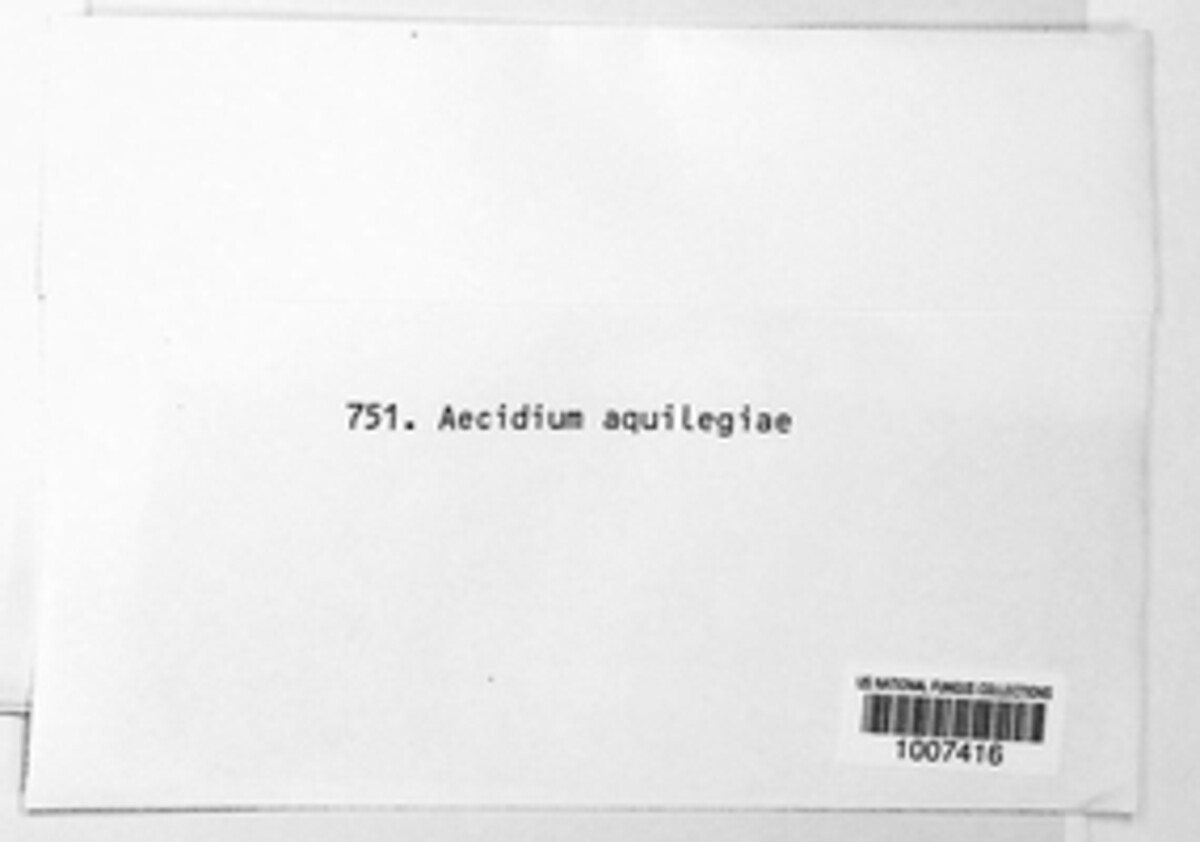 751. Aecidium aquilegiae
US NATIONAL FUNGUS COLLECTIONS
1007416